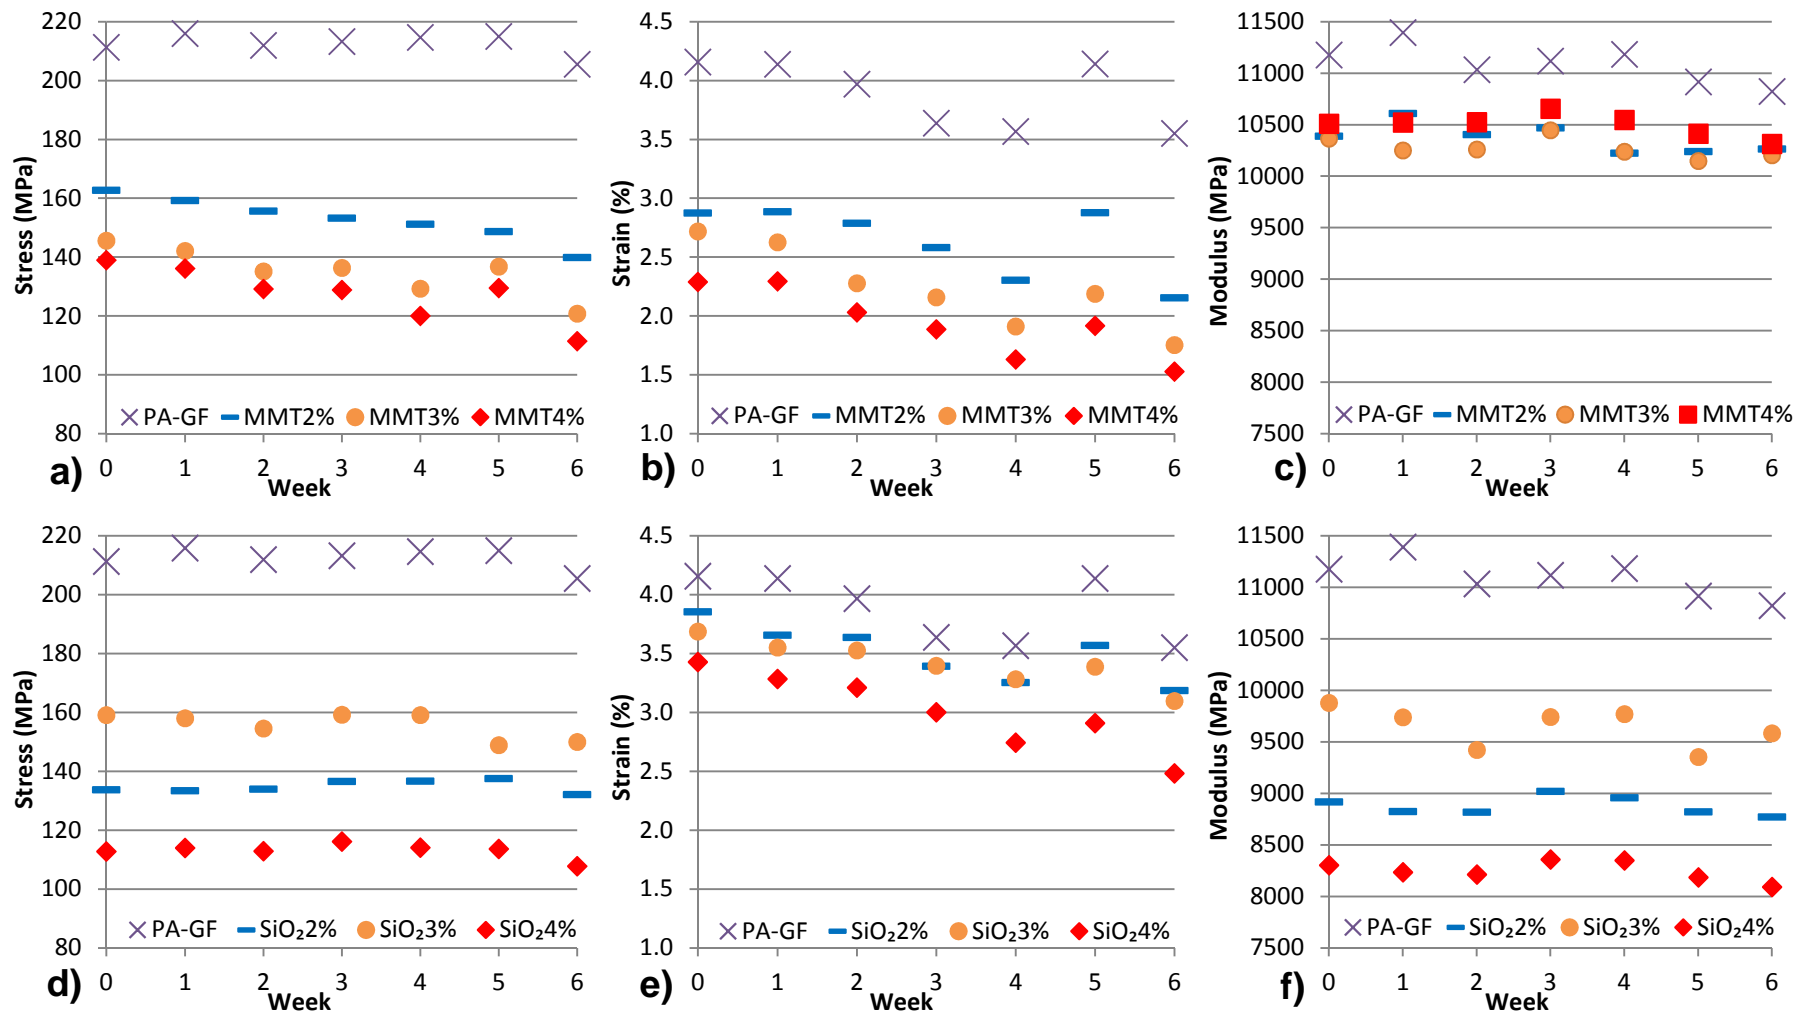 220
200
180
160
140
120
100
80
Stress (MPa)
PA-GF MMT2% MMT3% MMT4%
0 1 2 3 4 5 6
a)
Week
4.5
4.0
3.5
3.0
2.5
2.0
1.5
1.0
Strain (%)
PA-GF MMT2% MMT3% MMT4%
0 1 2 3 4 5 6
b)
Week
11500
11000
10500
10000
9500
9000
8500
8000
7500
Modulus (MPa)
PA-GF MMT2% MMT3% MMT4%
0 1 2 3 4 5 6
c)
Week
220
200
180
160
140
120
100
80
Stress (MPa)
PA-GF SiO₂2% SiO₂3% SiO₂4%
0 1 2 3 4 5 6
d)
Week
4.5
4.0
3.5
3.0
2.5
2.0
1.5
1.0
Strain (%)
PA-GF SiO₂2% SiO₂3% SiO₂4%
0 1 2 3 4 5 6
e)
Week
11500
11000
10500
10000
9500
9000
8500
8000
7500
Modulus (MPa)
PA-GF SiO₂2% SiO₂3% SiO₂4%
0 1 2 3 4 5 6
f)
Week